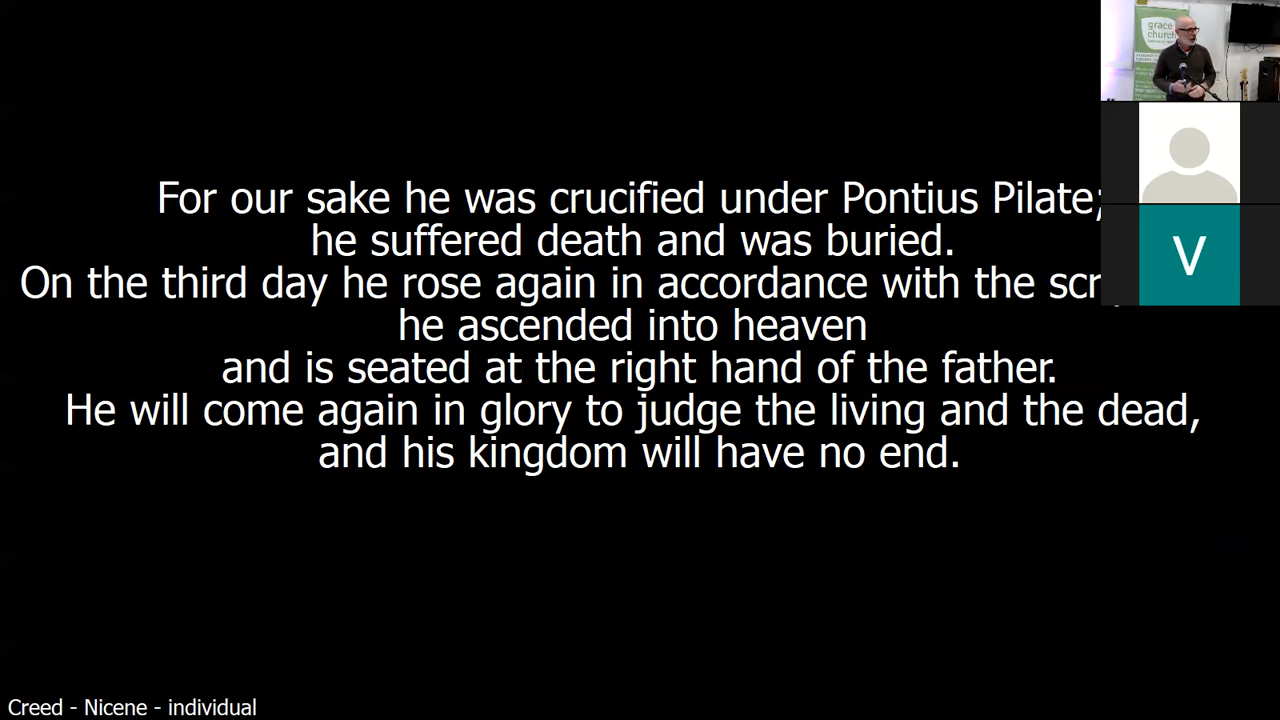 For our sake he was crucified under Pontius Pilate;
he suffered death and was buried.
On the third day he rose again in accordance with the
he ascended into heaven
and is seated at the right hand of the father.
He will come again in glory to judge the living and the dead,
and his kingdom will have no end.
Creed - Nicene - individual
grace
church
V